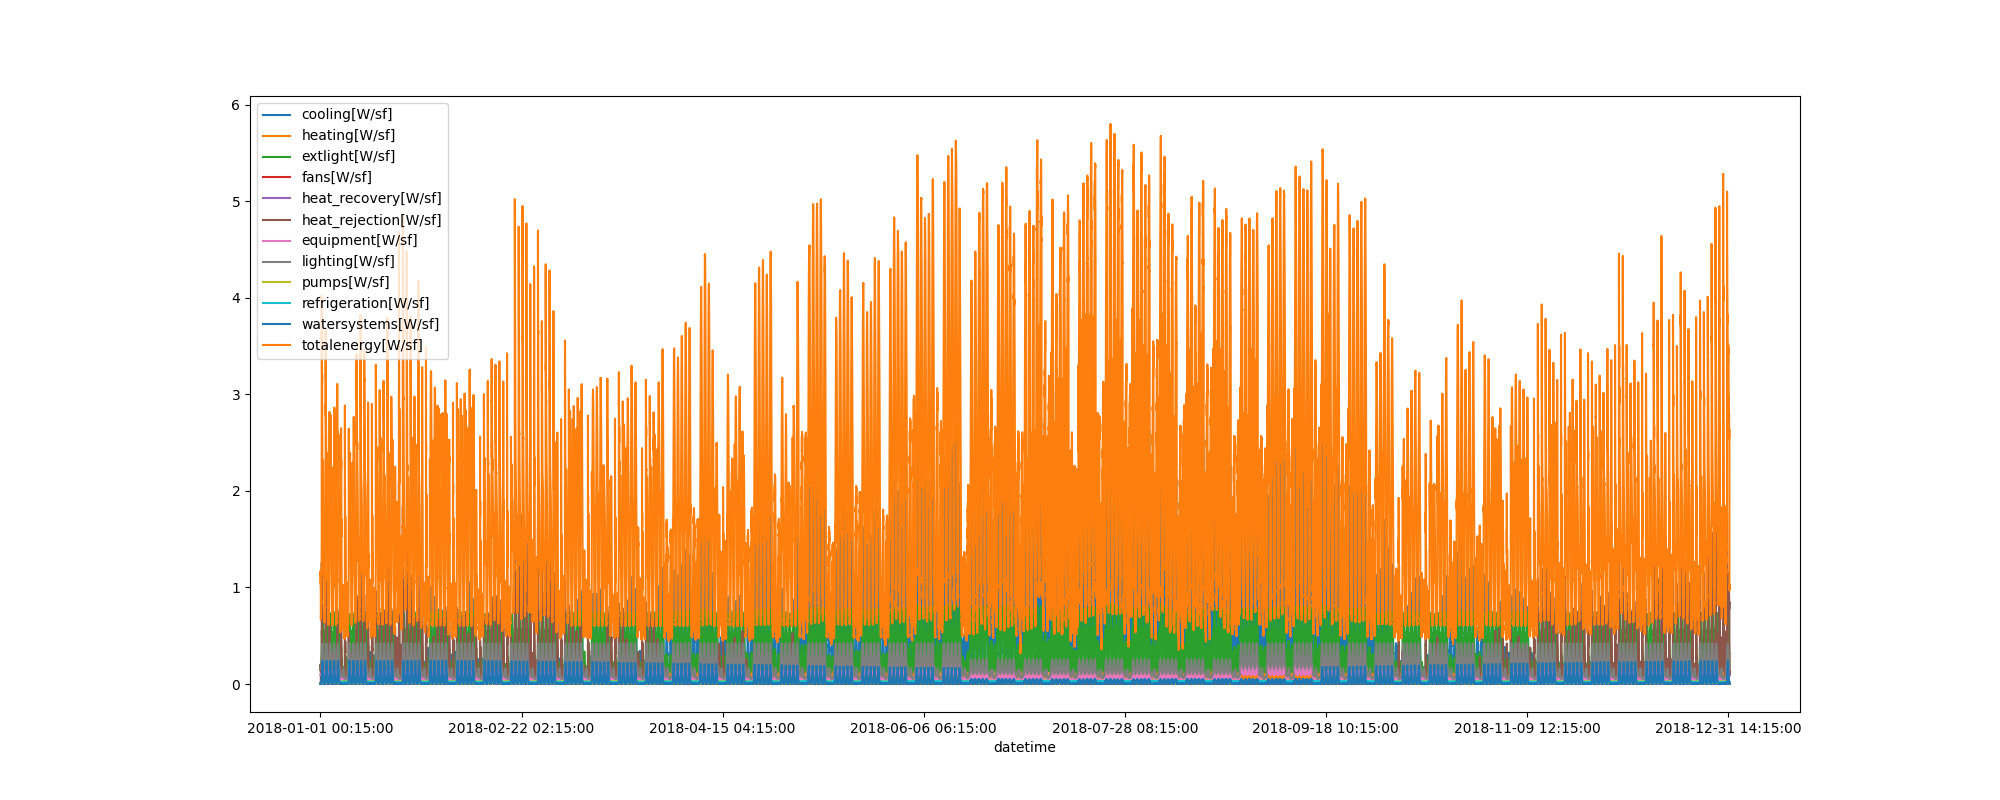 6
5
4
3
2
1
0
cooling[W/sf]
heating[W/sf]
extlight[W/sf]
fans[W/sf]
heat_recovery[W/sf]
heat_rejection[W/sf]
equipment[W/sf]
lighting[W/sf]
pumps[W/sf]
refrigeration[W/sf]
watersystems[W/sf]
totalenergy[W/sf]
2018-01-01 00:15:00 2018-02-22 02:15:00 2018-04-15 04:15:00 2018-06-06 06:15:00 2018-07-28 08:15:00 2018-09-18 10:15:00 2018-11-09 12:15:00 2018-12-31 14:15:00
datetime